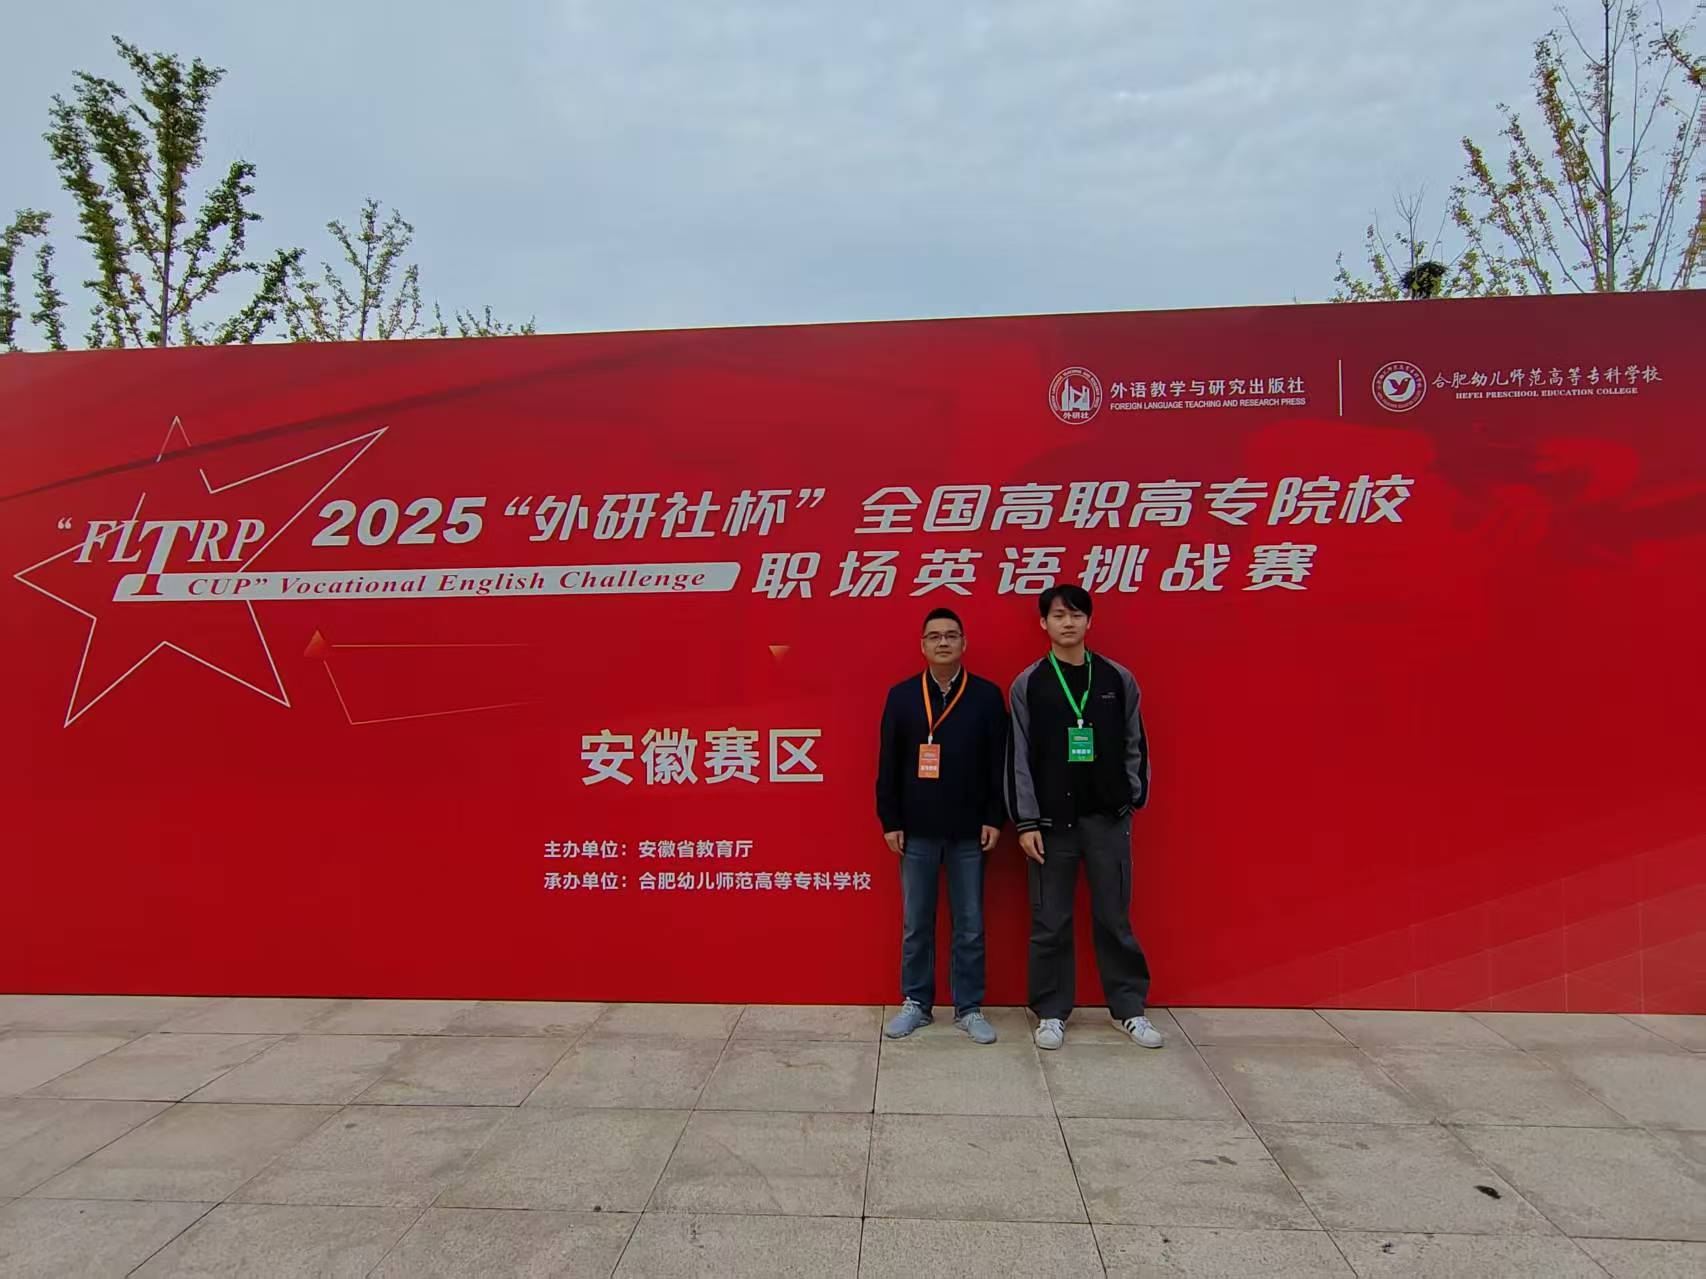 外语教学与研究出版社
FOREIGN LANGUAGE TEACHING AND RESEARCH PRESS
外研社
合肥幼儿师范高等专科学校
HEFEI PRESCHOOL EDUCATION COLLEGE
“FLTRP
CUP” Vocational English Challenge
2025“外研社杯”全国高职高专院校
职场英语挑战赛
安徽赛区
主办单位：安徽省教育厅
承办单位：合肥幼儿师范高等专科学校